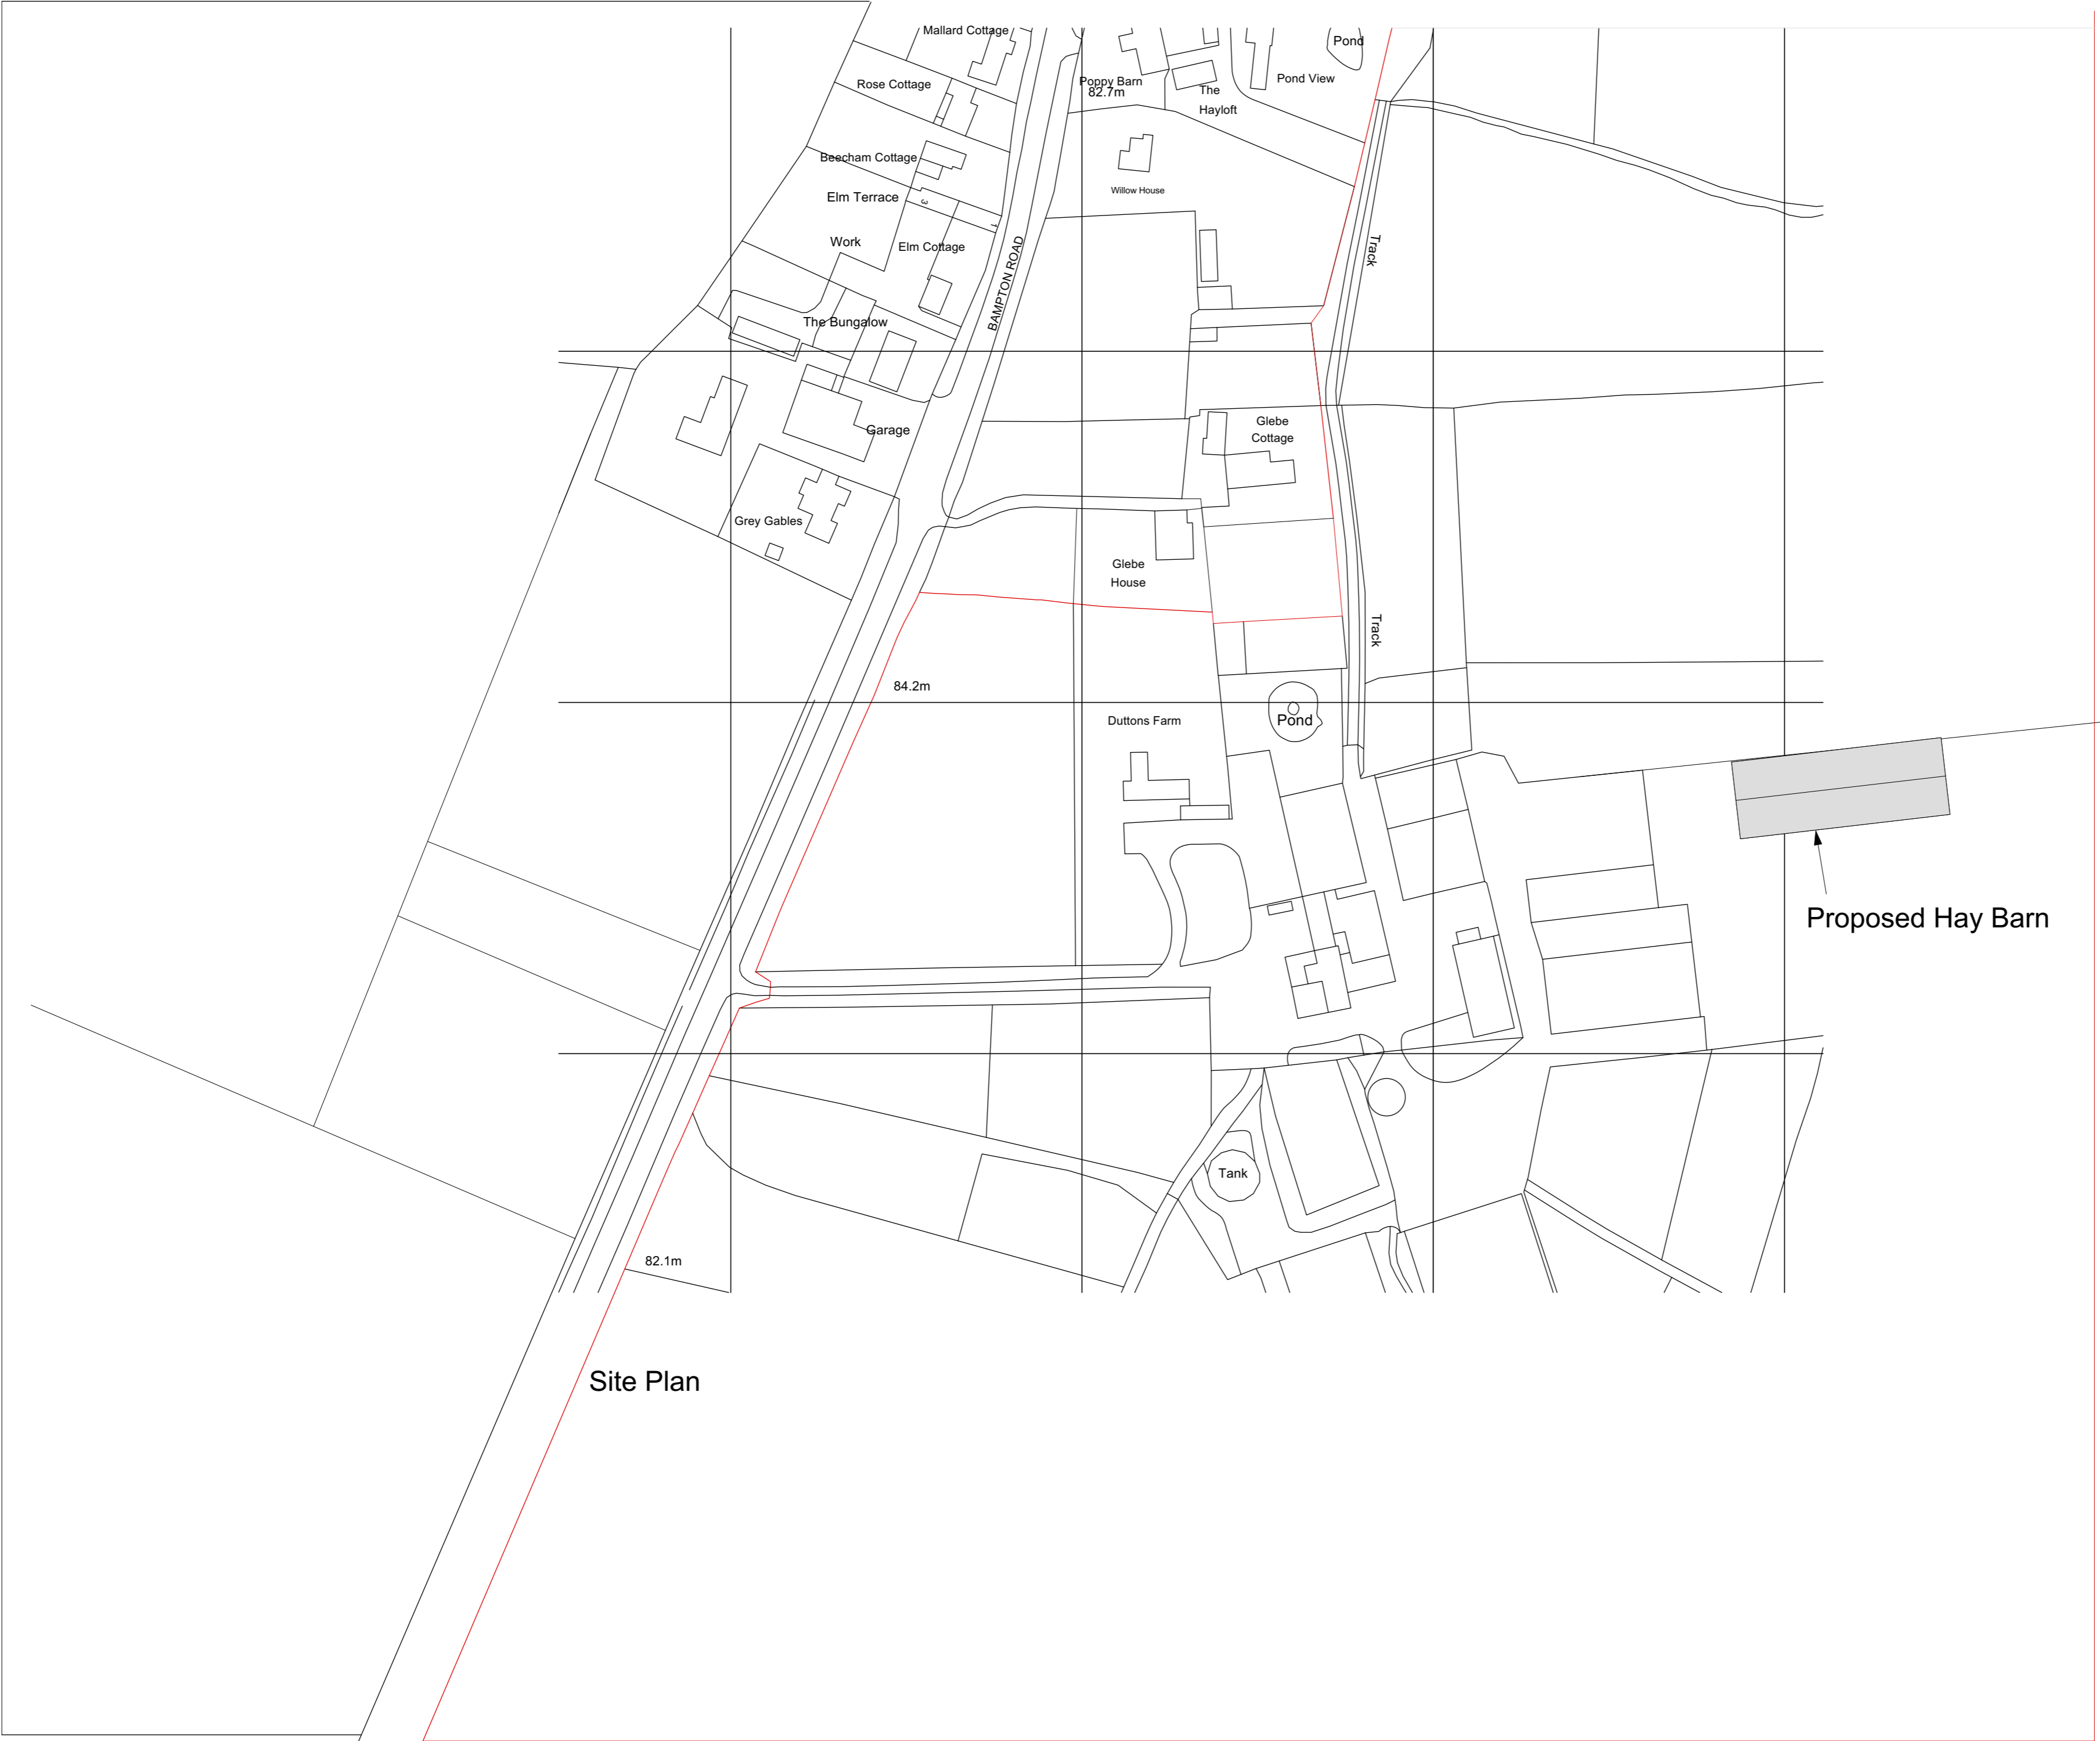 Mallard Cottage
Pond
Rose Cottage
Poppy Barn
82.7m
The
Hayloft
Pond View
Beecham Cottage
Willow House
Elm Terrace
3
1
Work
Elm Cottage
BAMPTON ROAD
Track
The Bungalow
Garage
Glebe
Cottage
Grey Gables
Glebe
House
Track
84.2m
Duttons Farm
Pond
Proposed Hay Barn
Tank
82.1m
Site Plan